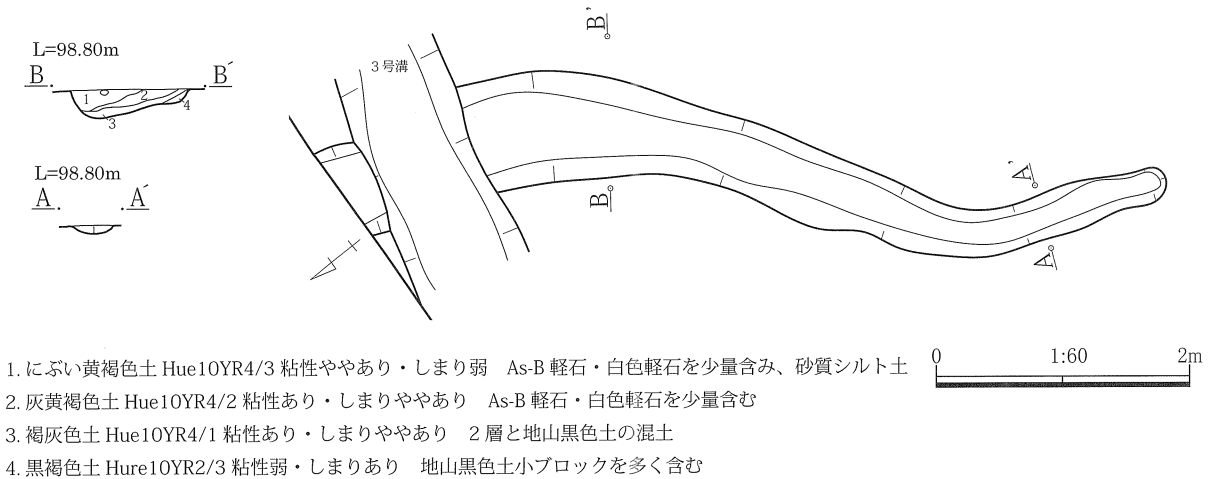 L=98.80m
B B´
1 2 3 4
L=98.80m
A A´
3号溝
B'
B
A'
A
0 1:60 2m
1. にぶい黄褐色土 Hue10YR4/3 粘性ややあり・しまり弱　As-B 軽石・白色軽石を少量含み、砂質シルト土
2. 灰黄褐色土 Hue10YR4/2 粘性あり・しまりややあり　As-B 軽石・白色軽石を少量含む
3. 褐灰色土 Hue10YR4/1 粘性あり・しまりややあり　2 層と地山黒色土の混土
4. 黒褐色土 Hure10YR2/3 粘性弱・しまりあり　地山黒色土小ブロックを多く含む